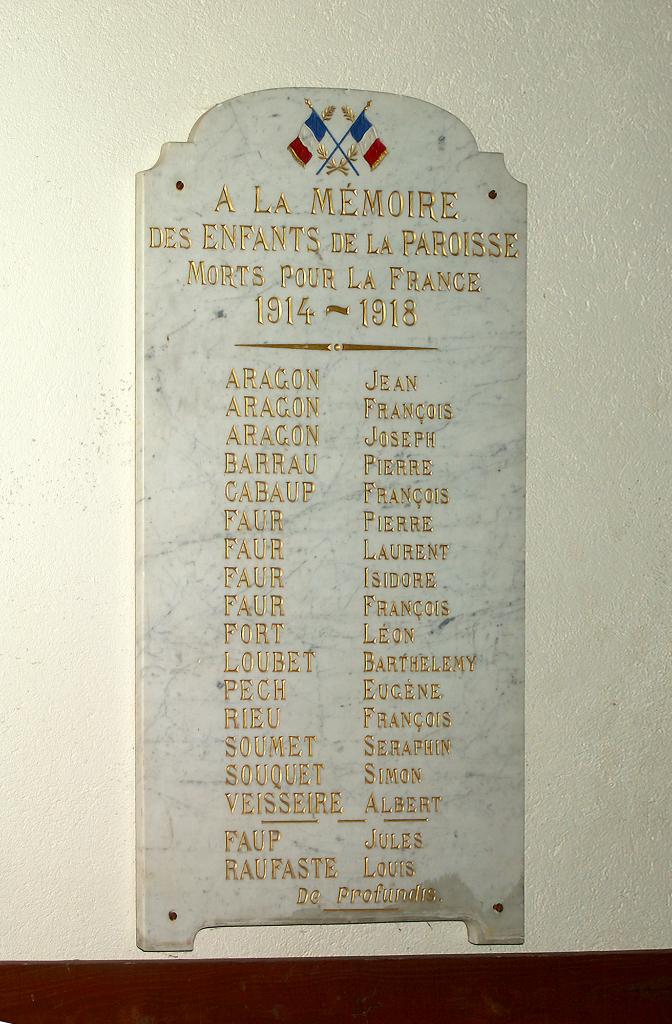 A LA MÉMOIRE
DES ENFANTS DE LA PAROISSE
MORTS POUR LA FRANCE
1914 ~ 1918
ARAGON JEAN
ARAGON FRANÇOIS
ARAGON JOSEPH
BARRAU PIERRE
CABAUP FRANÇOIS
FAUR PIERRE
FAUR LAURENT
FAUR ISIDORE
FAUR FRANÇOIS
FORT LÉON
LOUBET BARTHELEMY
PECH EUGÈNE
RIEU FRANÇOIS
SOUMET SERAPHIN
SOUQUET SIMON
VEISSEIRE ALBERT
FAUP JULES
RAUFASTE LOUIS
De Profundis.